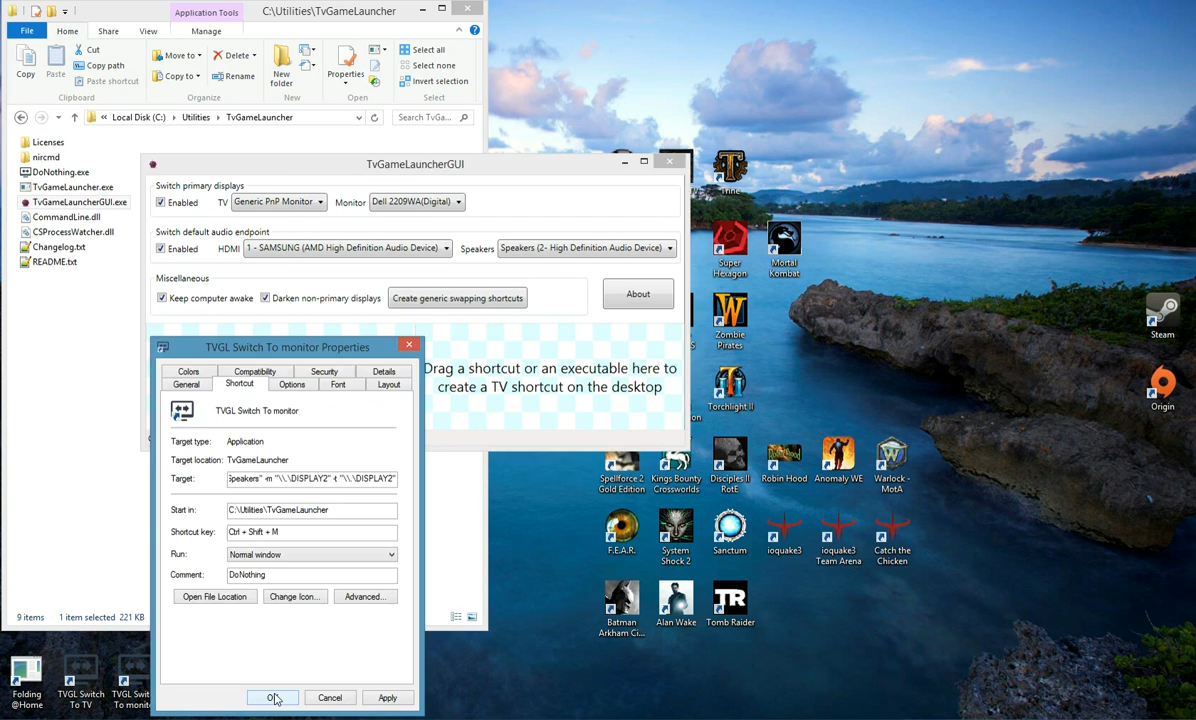 Application Tools
C:\Utilities\TvGameLauncher
File
Home
Share
View
Manage
Copy
Paste
Cut
Copy path
Paste shortcut
Clipboard
Move to
Copy to
Delete
Rename
Organize
New
folder
New
Properties
Open
Select all
Select none
Invert selection
Select
« Local Disk (C:)
Utilities
TvGameLauncher
Search TvGa...
Licenses
nircmd
DoNothing.exe
TvGameLauncher.exe
TvGameLauncherGUI.exe
CommandLine.dll
CSProcessWatcher.dll
Changelog.txt
README.txt
9 items
1 item selected 221 KB
TvGameLauncherGUI
Switch primary displays
Enabled
TV
Generic PnP Monitor
Monitor
Dell 2209WA(Digital)
Switch default audio endpoint
Enabled
HDMI
1 - SAMSUNG (AMD High Definition Audio Device)
Speakers
Speakers (2- High Definition Audio Device)
Miscellaneous
Keep computer awake
Darken non-primary displays
Create generic swapping shortcuts
About
Drag a shortcut or an executable here to
create a TV shortcut on the desktop
TVGL Switch To monitor Properties
Colors
Compatibility
Security
Details
General
Shortcut
Options
Font
Layout
TVGL Switch To monitor
Target type: Application
Target location: TvGameLauncher
Target: Speakers" -m "\\.\DISPLAY2" -t "\\.\DISPLAY2"
Start in: C:\Utilities\TvGameLauncher
Shortcut key: Ctrl + Shift + M
Run: Normal window
Comment: DoNothing
Open File Location
Change Icon...
Advanced...
Cancel
Apply
Trine
Super
Hexagon
Mortal
Kombat
Zombie
Pirates
Torchlight II
Spellforce 2
Gold Edition
Kings Bounty
Crossworlds
Disciples II
RotE
Robin Hood
Anomaly WE
Warlock -
MotA
F.E.A.R.
System
Shock 2
Sanctum
ioquake3
ioquake3
Team Arena
Catch the
Chicken
Batman
Arkham Ci...
Alan Wake
TR
Tomb Raider
Steam
Origin
Folding
@Home
TVGL Switch
To TV
TVGL Swi
To monit